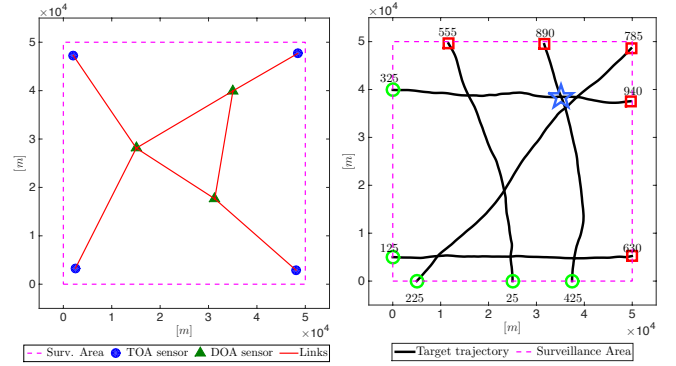 5
4
3
2
1
0
×10⁴
[m]
0 1 2 3 4 5
[m]
×10⁴
Surv. Area TOA sensor DOA sensor Links
5
4
3
2
1
0
×10⁴
[m]
555 890 785
325
940
125
630
225 25 425
0 1 2 3 4 5
[m]
×10⁴
Target trajectory Surveillance Area